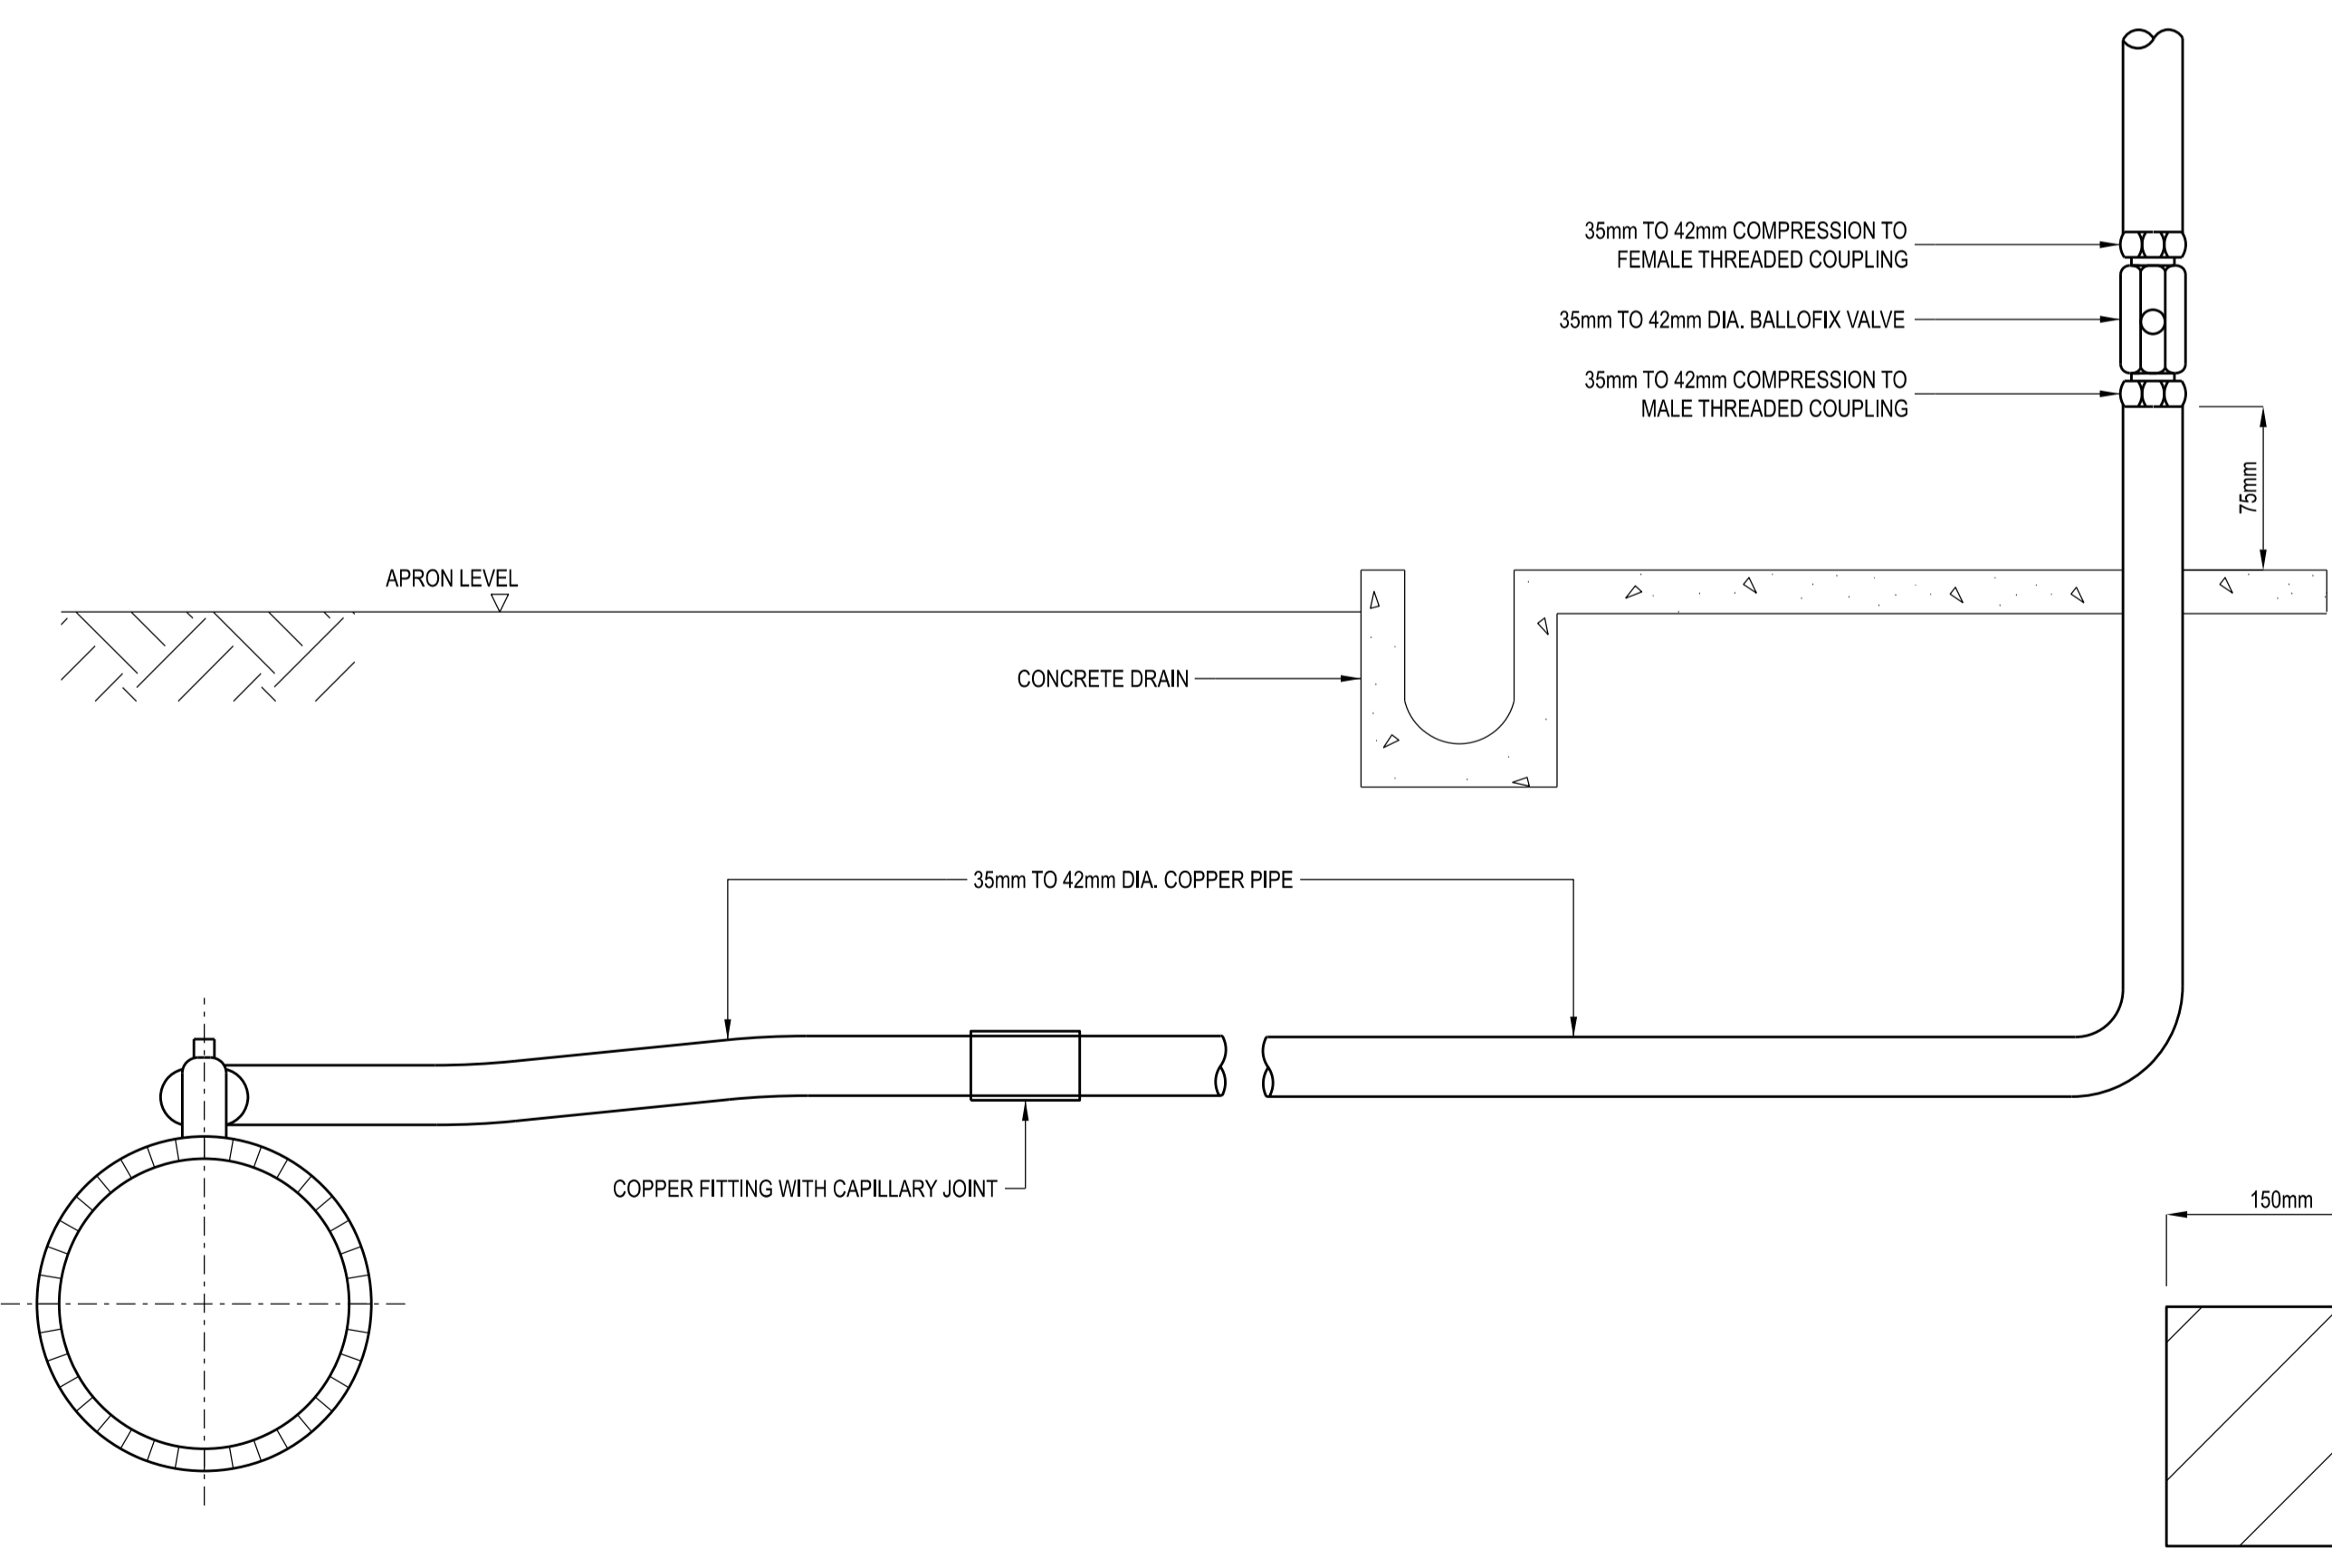 35mm TO 42mm COMPRESSION TO
FEMALE THREADED COUPLING
35mm TO 42mm DIA. BALLOFIX VALVE
35mm TO 42mm COMPRESSION TO
MALE THREADED COUPLING
75mm
APRON LEVEL
CONCRETE DRAIN
35mm TO 42mm DIA. COPPER PIPE
COPPER FITTING WITH CAPILLARY JOINT
150mm